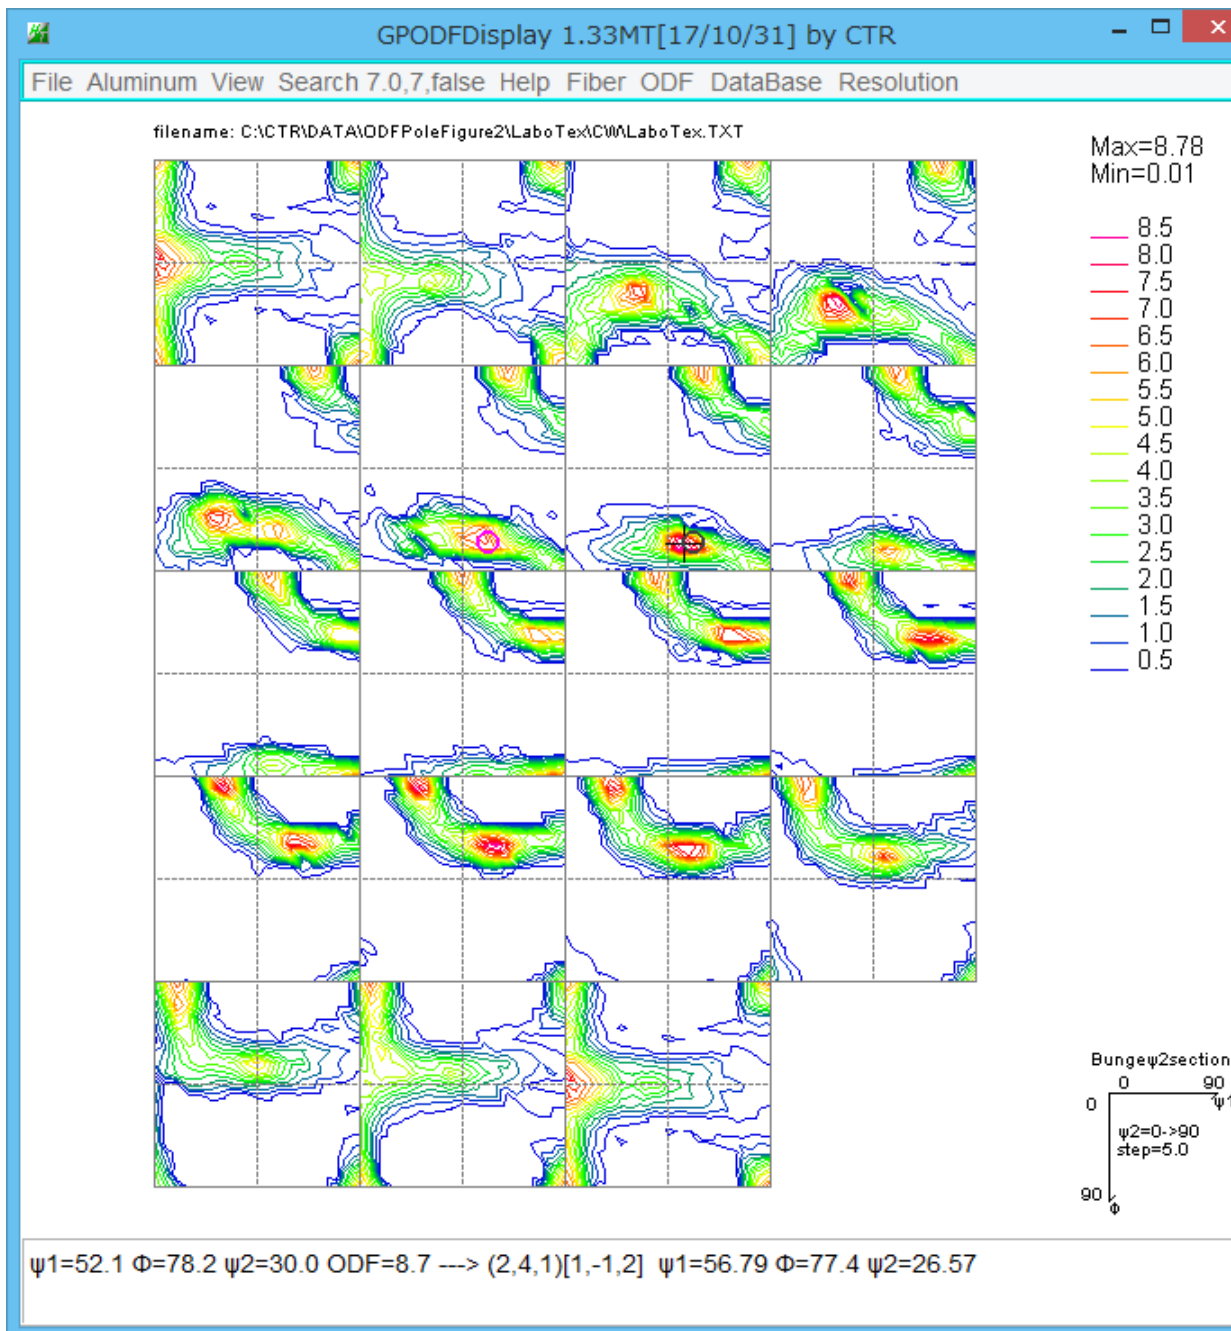 GPODFDisplay 1.33MT[17/10/31] by CTR
File Aluminum View Search 7.0,7,false Help Fiber ODF DataBase Resolution
filename: C:\CTR\DATA\ODFPoleFigure2\LaboTex\CW\LaboTex.TXT
Max=8.78
Min=0.01
8.5
8.0
7.5
7.0
6.5
6.0
5.5
5.0
4.5
4.0
3.5
3.0
2.5
2.0
1.5
1.0
0.5
Bungeψ2section
0 90
0 ψ1
ψ2=0->90
step=5.0
90
Φ
ψ1=52.1 Φ=78.2 ψ2=30.0 ODF=8.7 ---> (2,4,1)[1,-1,2] ψ1=56.79 Φ=77.4 ψ2=26.57